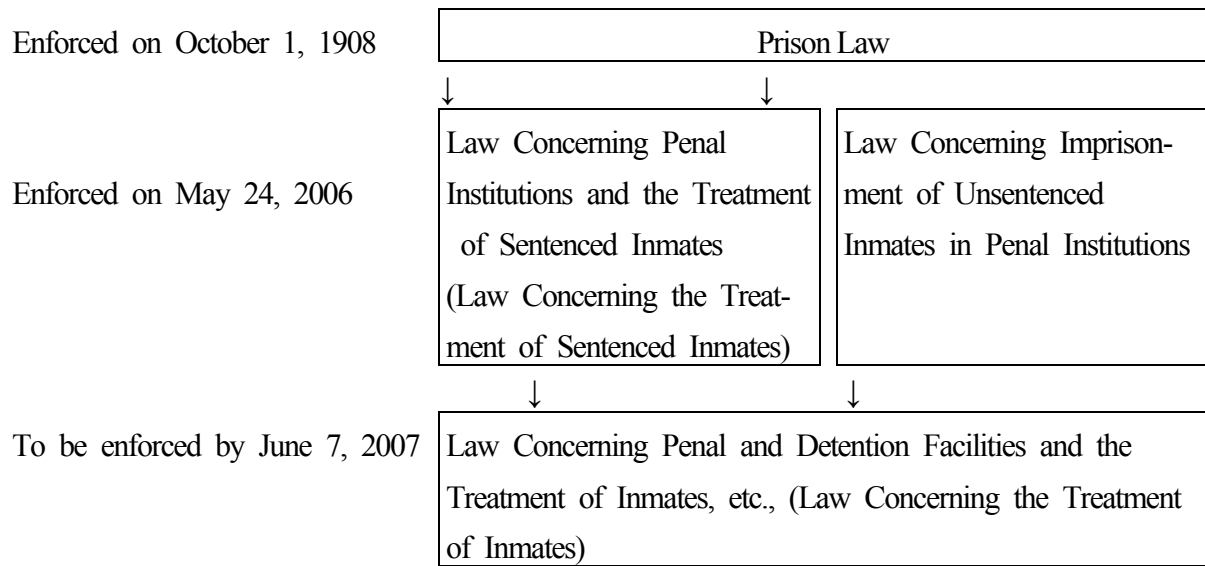 Enforced on October 1, 1908
Prison Law
↓ ↓
Law Concerning Penal
Institutions and the Treatment
of Sentenced Inmates
(Law Concerning the Treat-
ment of Sentenced Inmates)
Law Concerning Imprison-
ment of Unsentenced
Inmates in Penal Institutions
Enforced on May 24, 2006
↓ ↓
To be enforced by June 7, 2007
Law Concerning Penal and Detention Facilities and the
Treatment of Inmates, etc., (Law Concerning the Treatment
of Inmates)